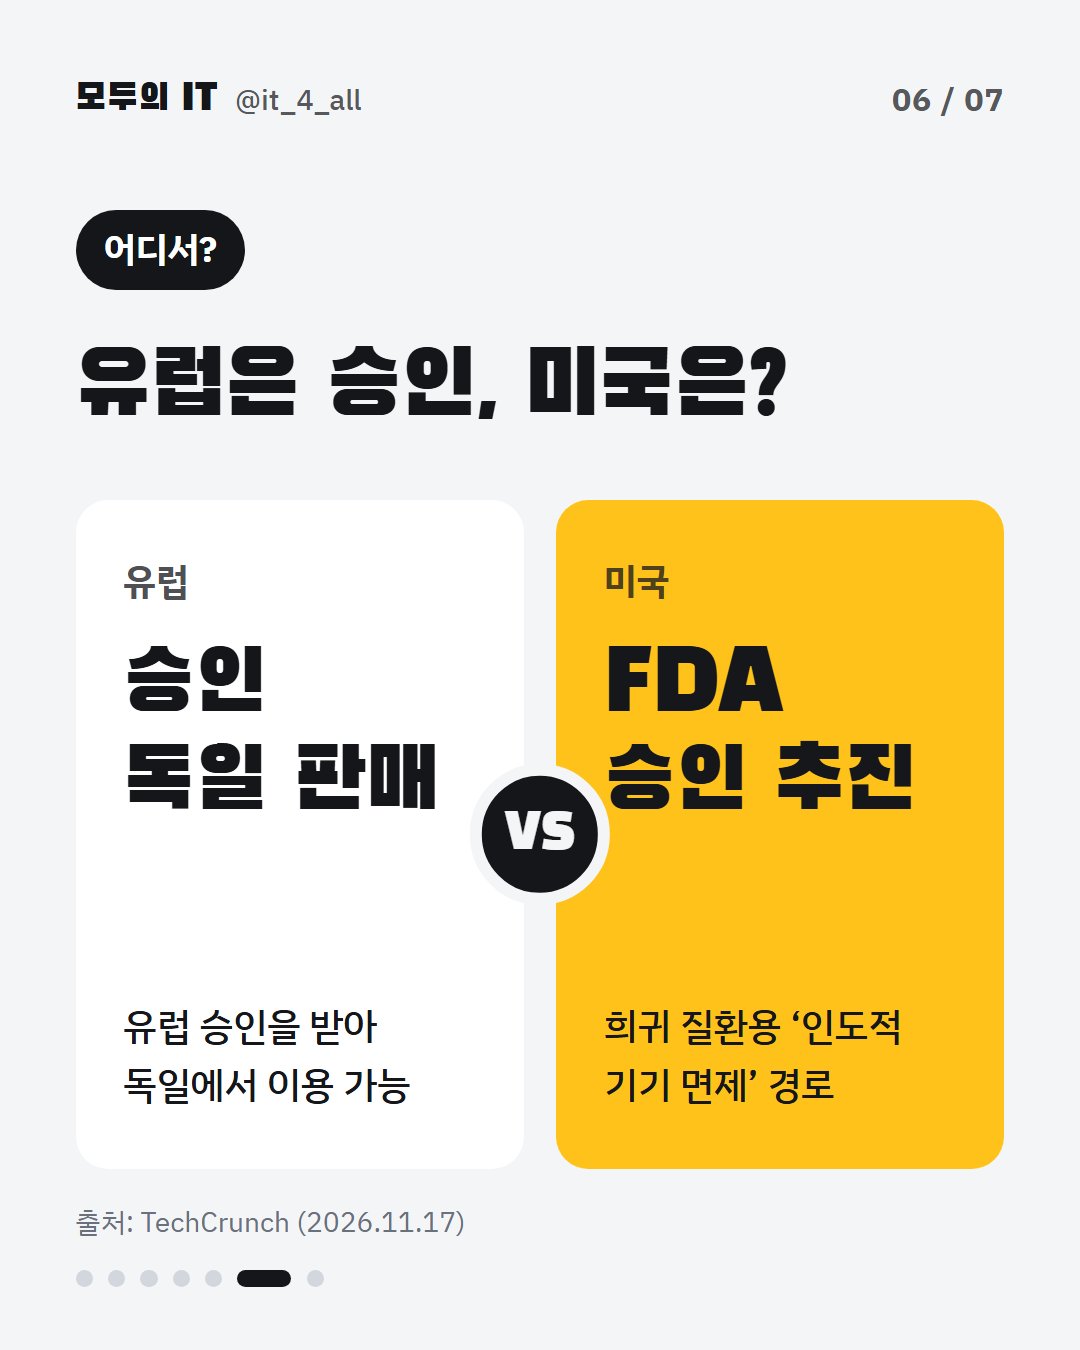 모두의 IT @it_4_all
06 / 07
어디서?
유럽은 승인, 미국은?
유럽
승인
독일 판매
유럽 승인을 받아
독일에서 이용 가능
VS
미국
FDA
승인 추진
희귀 질환용 ‘인도적
기기 면제’ 경로
출처: TechCrunch (2026.11.17)